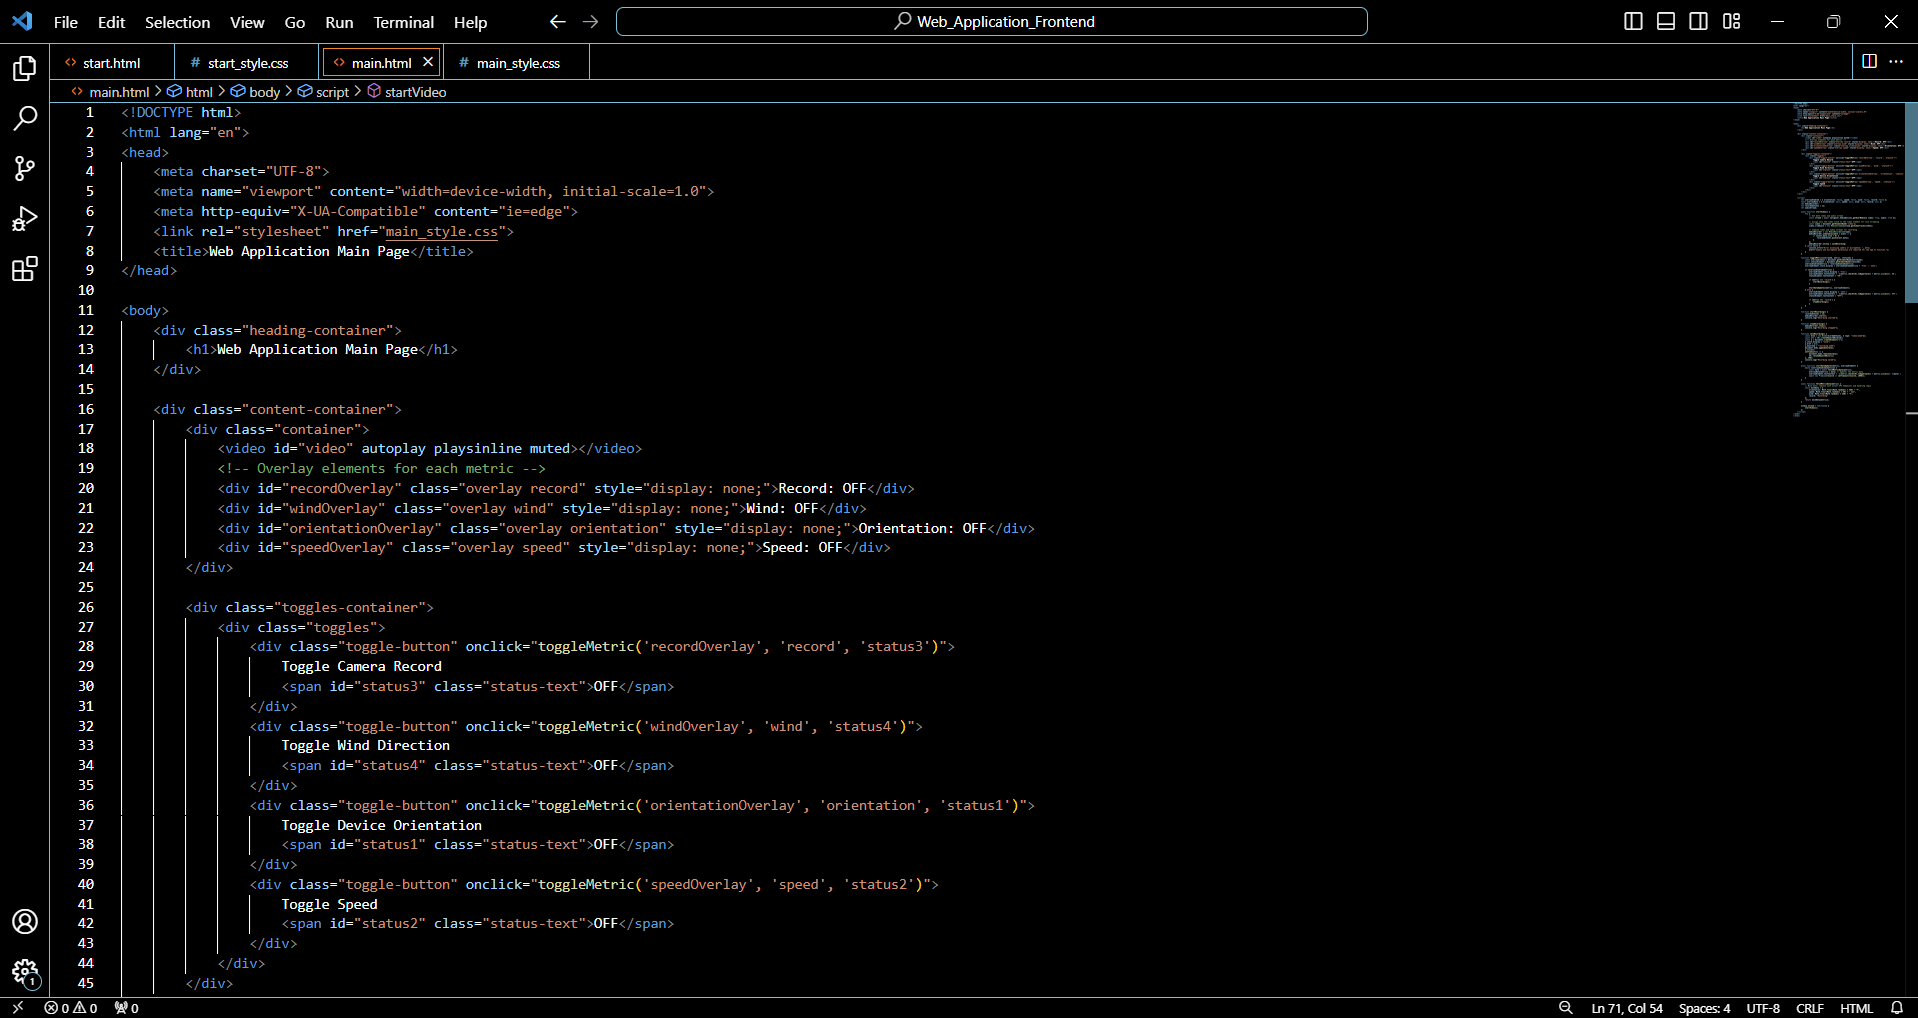 File Edit Selection View Go Run Terminal Help
Web_Application_Frontend
start.html
# start_style.css
main.html
# main_style.css
main.html > html > body > script > startVideo
1 <!DOCTYPE html>
2 <html lang="en">
3 <head>
4 <meta charset="UTF-8">
5 <meta name="viewport" content="width=device-width, initial-scale=1.0">
6 <meta http-equiv="X-UA-Compatible" content="ie=edge">
7 <link rel="stylesheet" href="main_style.css">
8 <title>Web Application Main Page</title>
9 </head>
10
11 <body>
12 <div class="heading-container">
13 <h1>Web Application Main Page</h1>
14 </div>
15
16 <div class="content-container">
17 <div class="container">
18 <video id="video" autoplay playsinline muted></video>
19 <!-- Overlay elements for each metric -->
20 <div id="recordOverlay" class="overlay record" style="display: none;">Record: OFF</div>
21 <div id="windOverlay" class="overlay wind" style="display: none;">Wind: OFF</div>
22 <div id="orientationOverlay" class="overlay orientation" style="display: none;">Orientation: OFF</div>
23 <div id="speedOverlay" class="overlay speed" style="display: none;">Speed: OFF</div>
24 </div>
25
26 <div class="toggles-container">
27 <div class="toggles">
28 <div class="toggle-button" onclick="toggleMetric('recordOverlay', 'record', 'status3')">
29 Toggle Camera Record
30 <span id="status3" class="status-text">OFF</span>
31 </div>
32 <div class="toggle-button" onclick="toggleMetric('windOverlay', 'wind', 'status4')">
33 Toggle Wind Direction
34 <span id="status4" class="status-text">OFF</span>
35 </div>
36 <div class="toggle-button" onclick="toggleMetric('orientationOverlay', 'orientation', 'status1')">
37 Toggle Device Orientation
38 <span id="status1" class="status-text">OFF</span>
39 </div>
40 <div class="toggle-button" onclick="toggleMetric('speedOverlay', 'speed', 'status2')">
41 Toggle Speed
42 <span id="status2" class="status-text">OFF</span>
43 </div>
44 </div>
45 </div>
1
0 0 0
Ln 71, Col 54 Spaces: 4 UTF-8 CRLF HTML